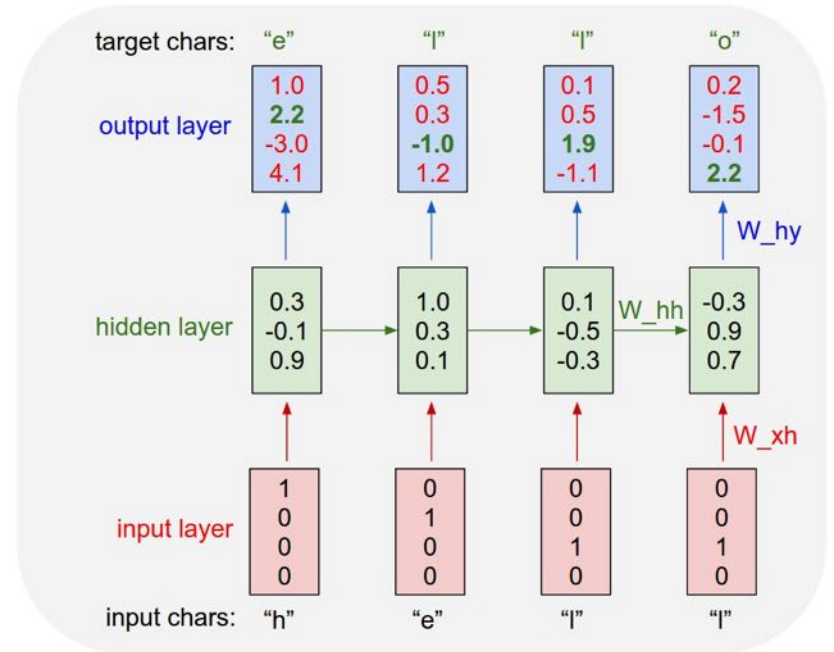 target chars: “e” “l” “l” “o”
1.0 0.5 0.1 0.2
2.2 0.3 0.5 -1.5
output layer
-3.0 -1.0 1.9 -0.1
4.1 1.2 -1.1 2.2
W_hy
0.3 1.0 0.1 W_hh -0.3
hidden layer -0.1 0.3 -0.5 0.9
0.9 0.1 -0.3 0.7
W_xh
1 0 0 0
0 1 0 0
input layer
0 0 1 1
0 0 0 0
input chars: “h” “e” “l” “l”